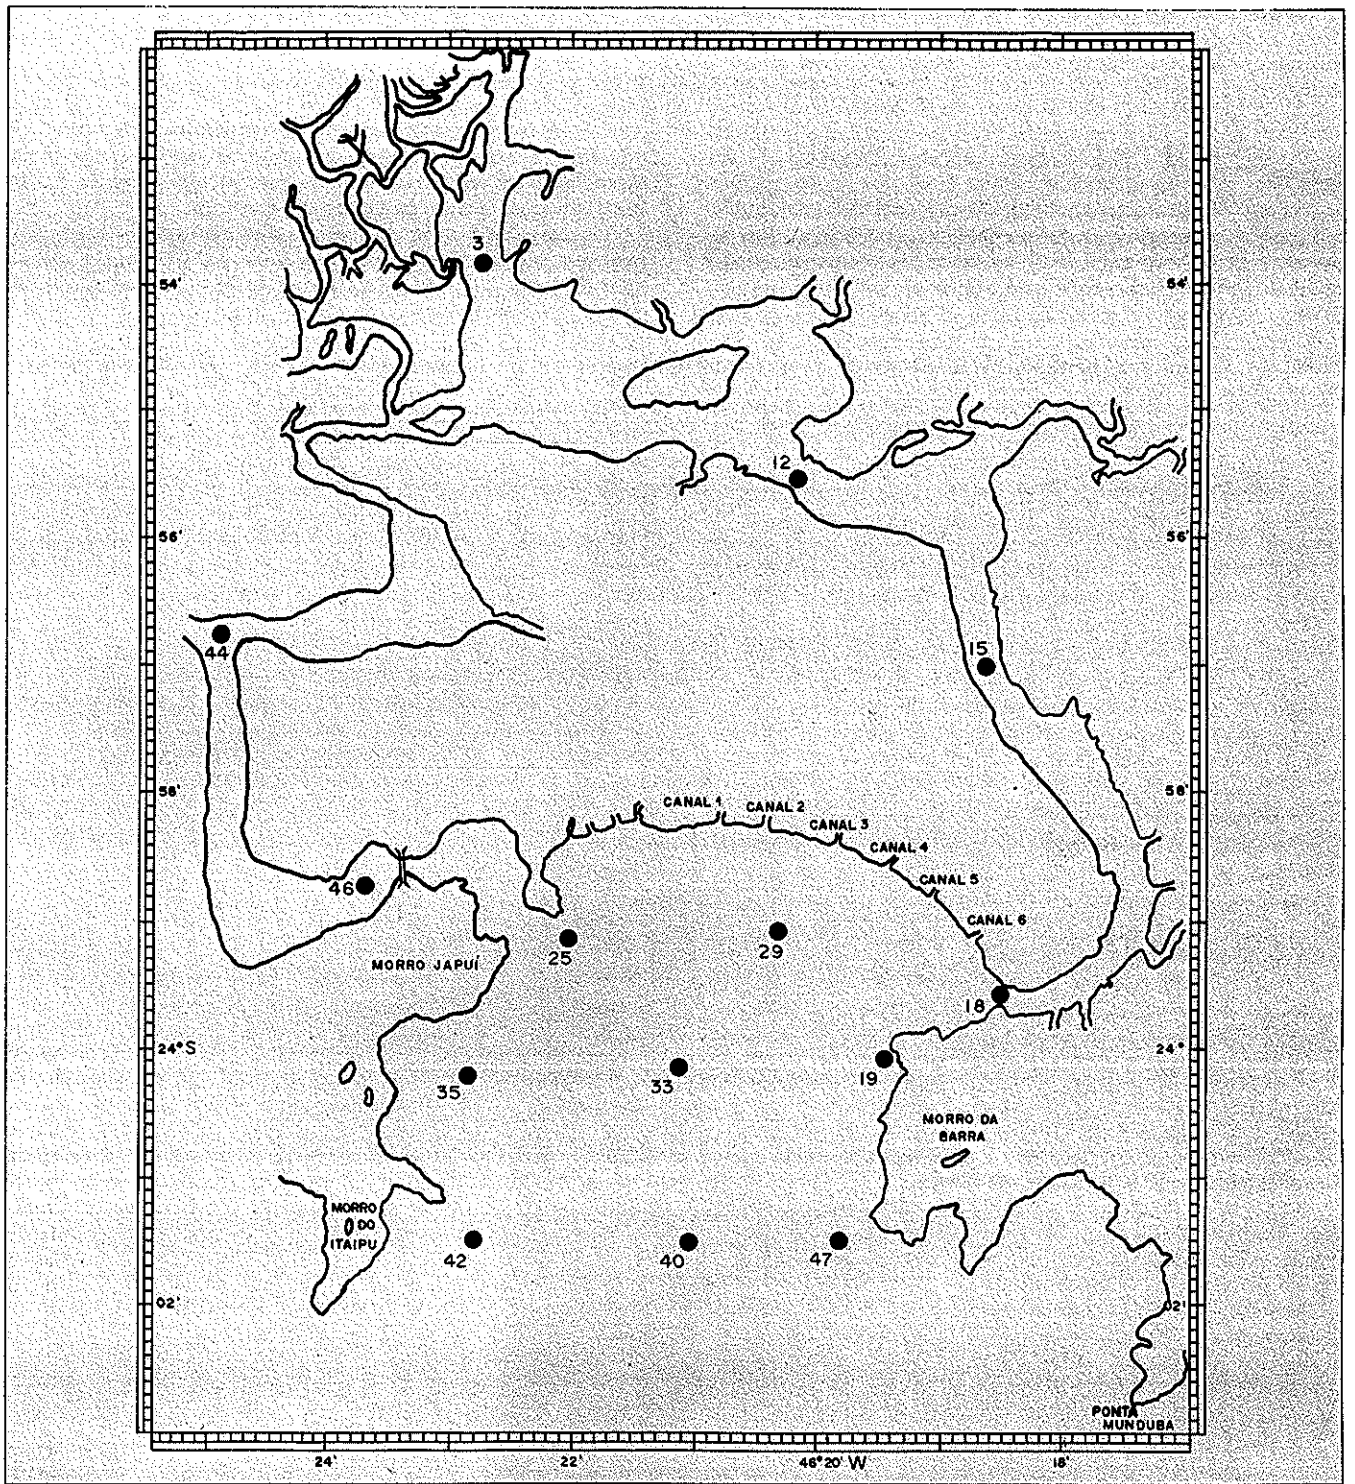 3
54'
54'
12
56'
56'
44
15
58'
58'
CANAL 1
CANAL 2
CANAL 3
CANAL 4
CANAL 5
CANAL 6
46
25
29
MORRO JAPUÍ
18
24°S
24°
35
33
19
MORRO DA
BARRA
MORRO
DO
ITAIPU
42
40
47
02'
02'
PONTA
MUNDUBA
24'
22'
46°20' W
18'